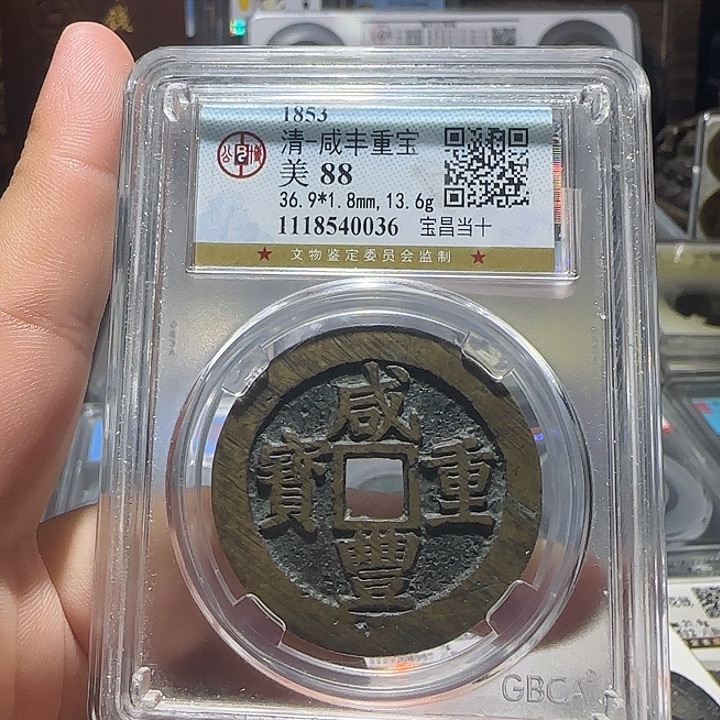 1853
清-咸丰重宝
美 88
36.9*1.8mm, 13.6g
1118540036 宝昌当十
★ 文物鉴定委员会监制 ★
咸
寶 重
豐
GBCA